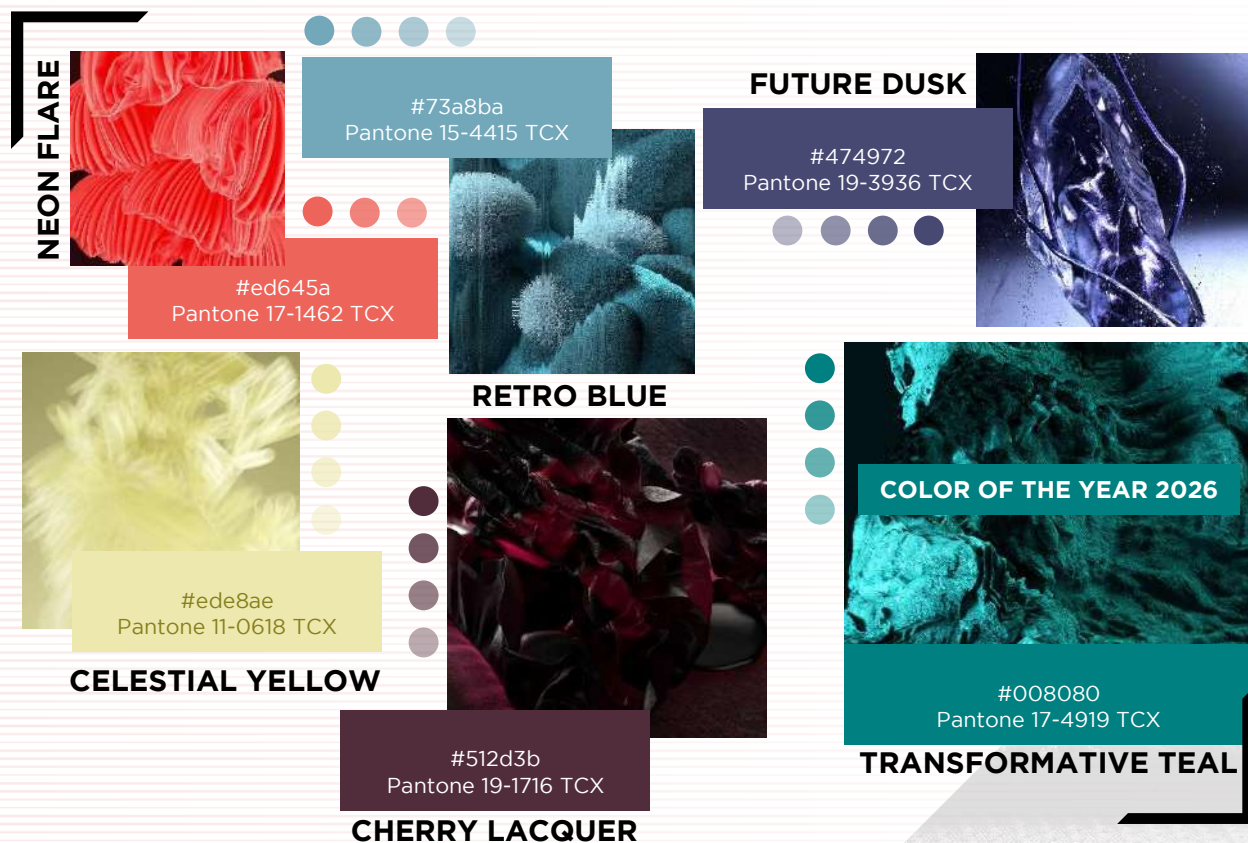 NEON FLARE
#ed645a
Pantone 17-1462 TCX
#73a8ba
Pantone 15-4415 TCX
RETRO BLUE
FUTURE DUSK
#474972
Pantone 19-3936 TCX
#ede8ae
Pantone 11-0618 TCX
CELESTIAL YELLOW
#512d3b
Pantone 19-1716 TCX
CHERRY LACQUER
COLOR OF THE YEAR 2026
#008080
Pantone 17-4919 TCX
TRANSFORMATIVE TEAL